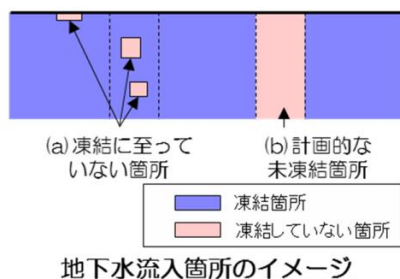 (a)凍結に至って
いない箇所
(b)計画的な
未凍結箇所
凍結箇所
凍結していない箇所
地下水流入箇所のイメージ